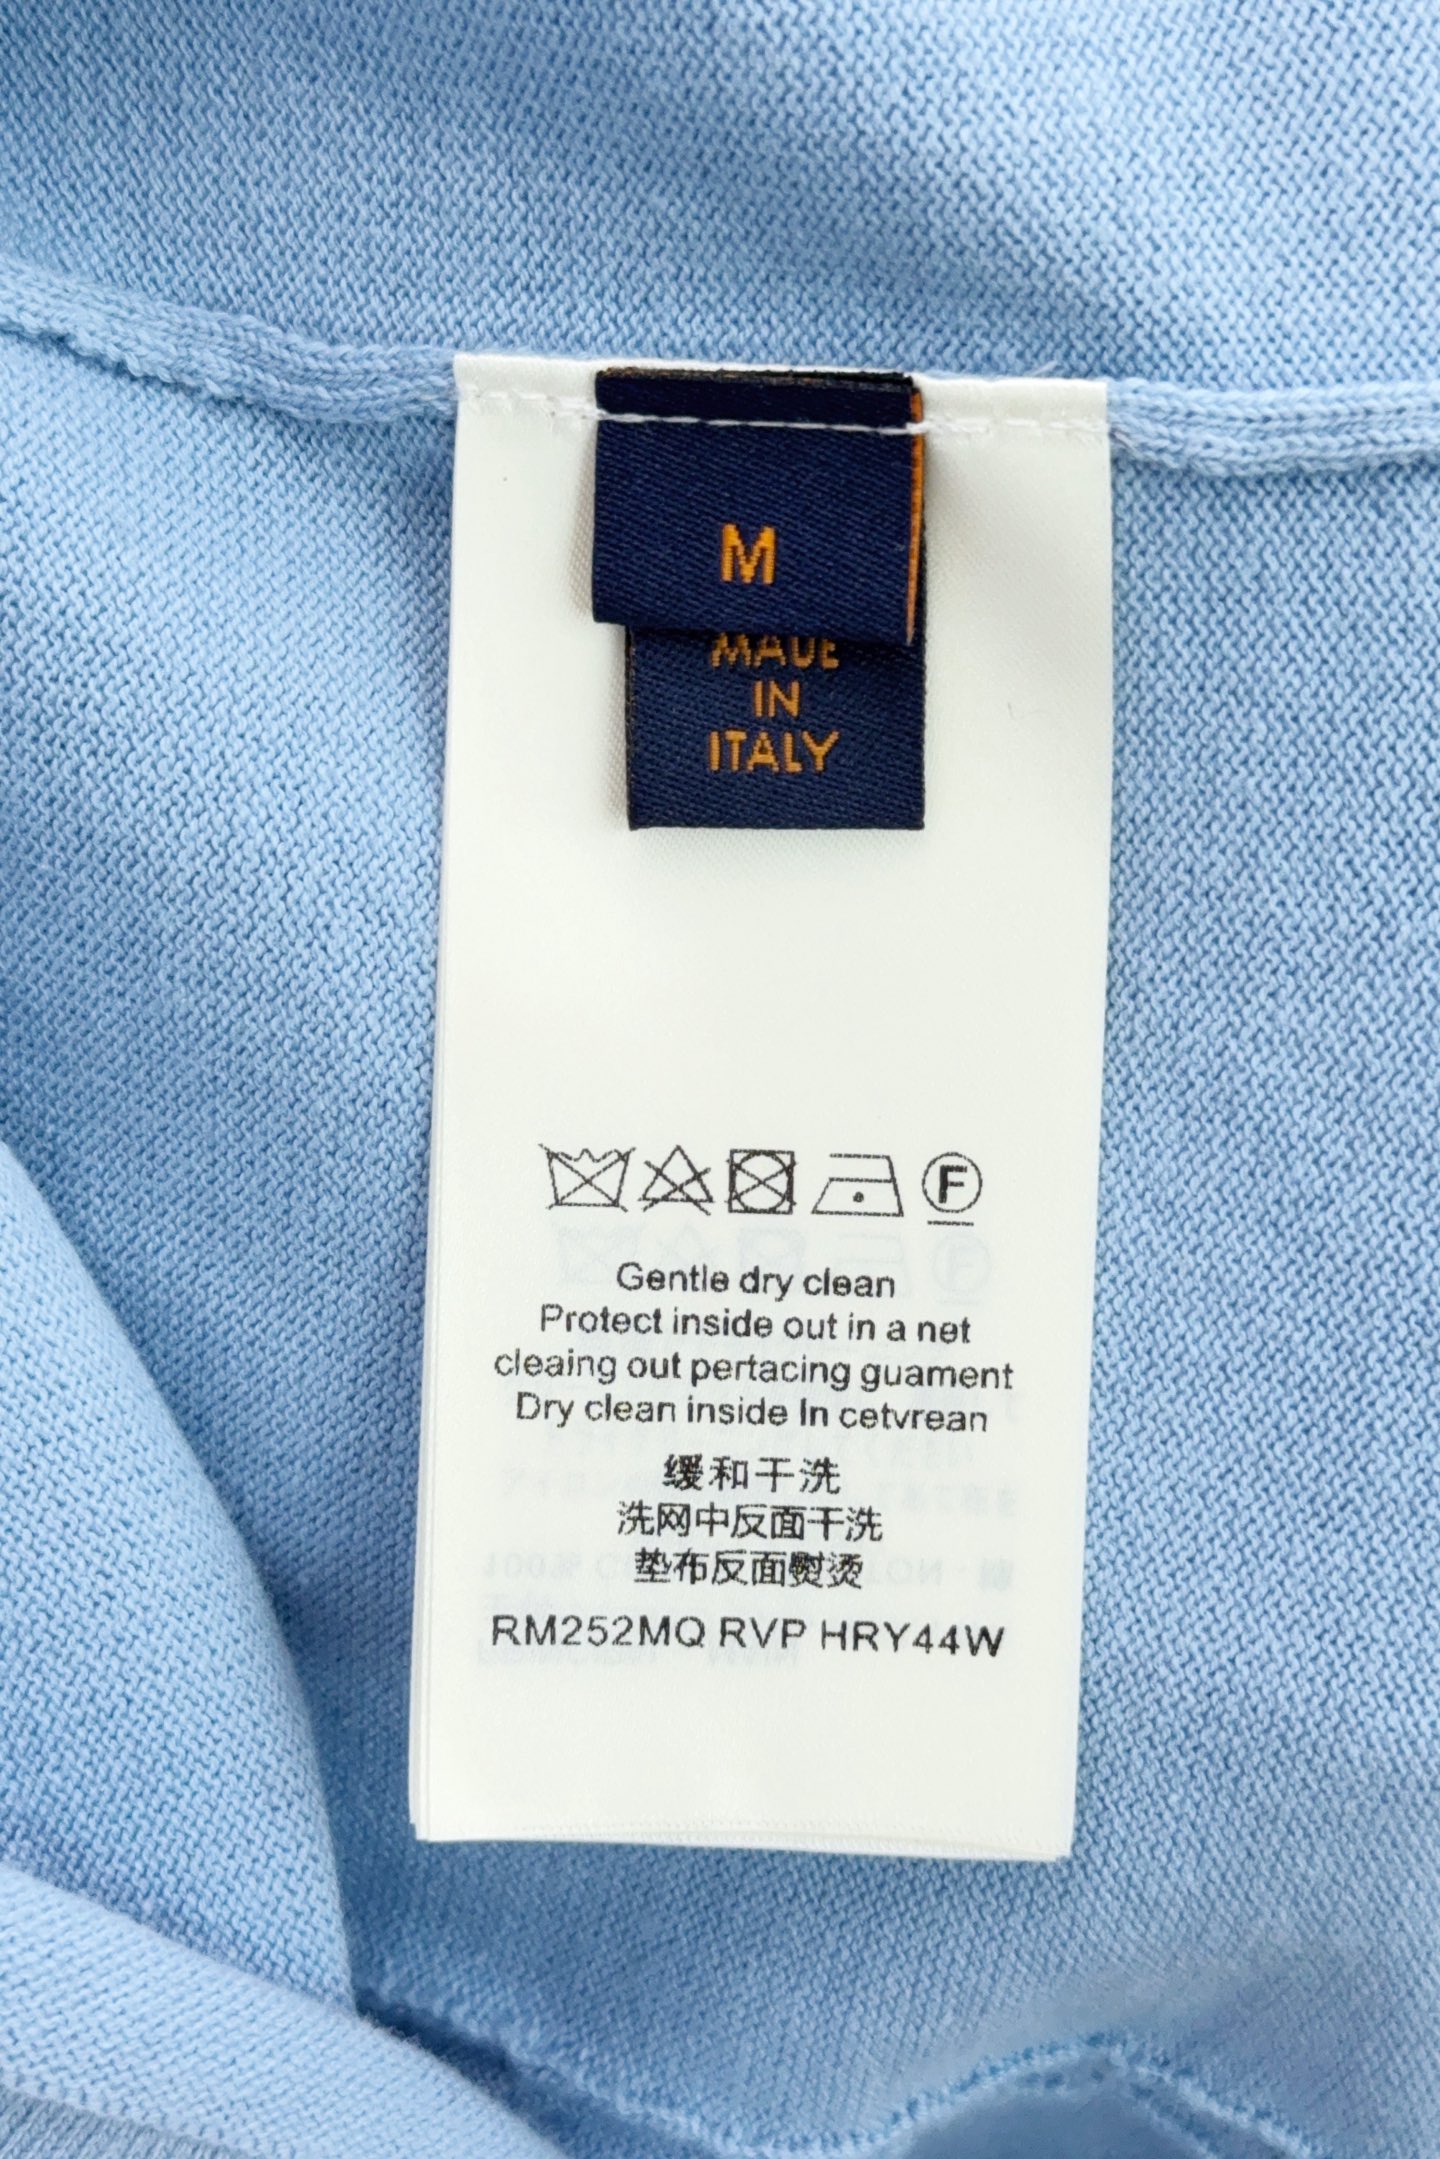 M
MADE
IN
ITALY
F
Gentle dry clean
Protect inside out in a net
cleaing out pertacing guament
Dry clean inside In cetvrean
缓和干洗
洗网中反面干洗
垫布反面熨烫
RM252MQ RVP HRY44W